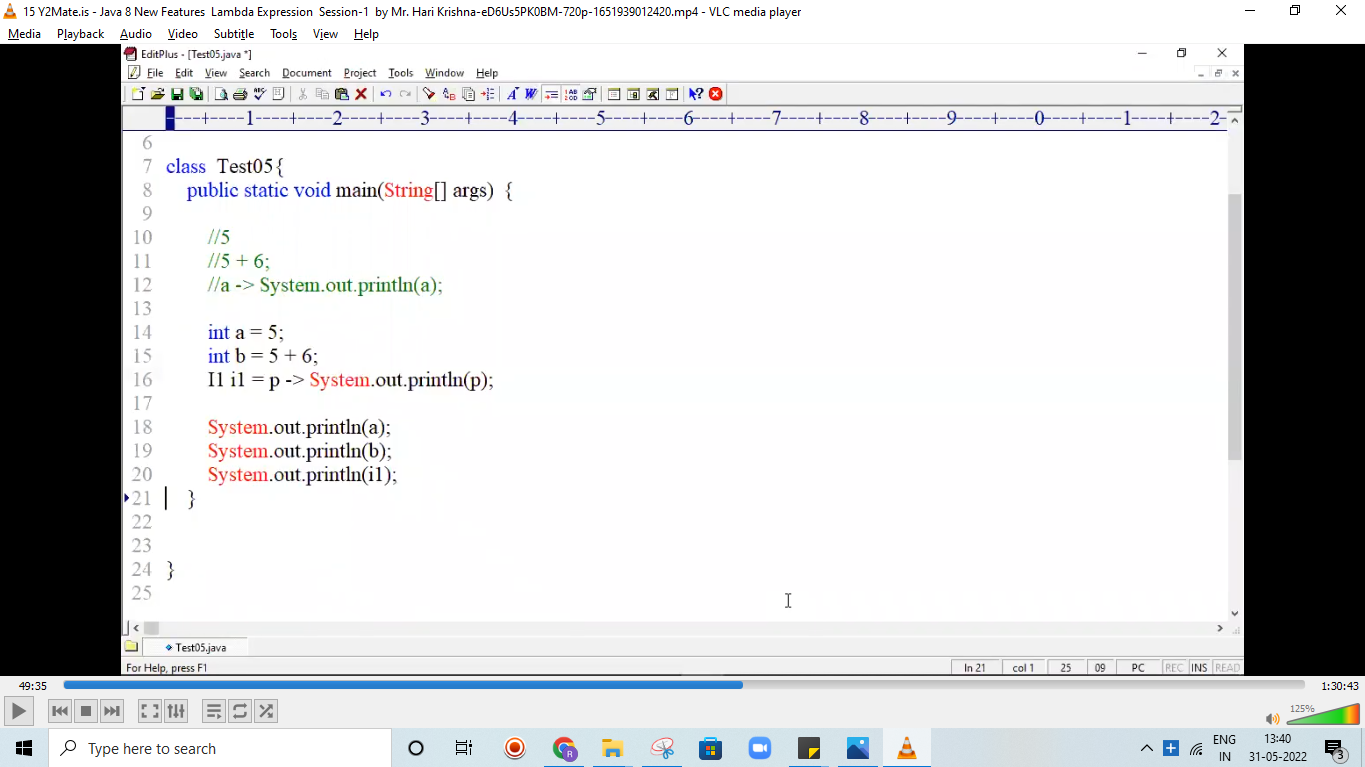 15 Y2Mate.is - Java 8 New Features Lambda Expression Session-1 by Mr. Hari Krishna-eD6Us5PK0BM-720p-1651939012420.mp4 - VLC media player
Media Playback Audio Video Subtitle Tools View Help
EditPlus - [Test05.java *]
File Edit View Search Document Project Tools Window Help
----+----1----+----2----+----3----+----4----+----5----+----6----+----7----+----8----+----9----+----0----+----1----+----2-
6
7 class Test05{
8 public static void main(String[] args) {
9
10 //5
11 //5 + 6;
12 //a -> System.out.println(a);
13
14 int a = 5;
15 int b = 5 + 6;
16 I1 i1 = p -> System.out.println(p);
17
18 System.out.println(a);
19 System.out.println(b);
20 System.out.println(i1);
21 }
22
23
24 }
25
Test05.java
For Help, press F1 ln 21 col 1 25 09 PC REC INS READ
49:35 1:30:43
125%
Type here to search
ENG 13:40
IN 31-05-2022 3